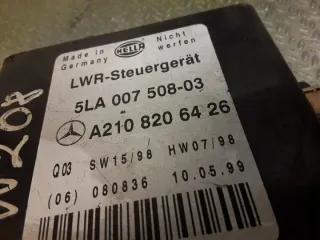 Made in
Germany
HELLA
Nicht
werfen
LWR-Steuergerät
5LA 007 508-03
A210 820 64 26
Q03 SW15/98 HW07/98
(06) 080836 10.05.99
W208